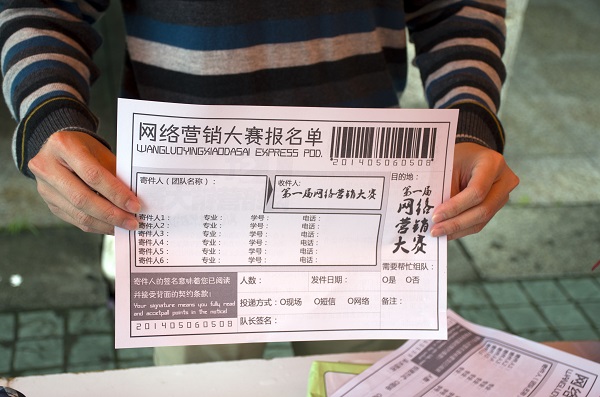 网络营销大赛报名单
WANGLUOYINGXIAODASAI EXPRESS POD.
201405060508
寄件人（团队名称）：
收件人：
第一届网络营销大赛
目的地：
第一届
网络
营销
大赛
寄件人1： 专业： 学号： 电话：
寄件人2： 专业： 学号： 电话：
寄件人3： 专业： 学号： 电话：
寄件人4： 专业： 学号： 电话：
寄件人5： 专业： 学号： 电话：
寄件人6： 专业： 学号： 电话：
需要帮忙组队：
O是 O否
寄件人的签名意味着您已阅读
并接受背面的契约条款：
Your signature means you fully read
and accetpall points in the notical
201405060508
人数： 发件日期：
投递方式：O现场 O短信 O网络
备注：
队长签名：